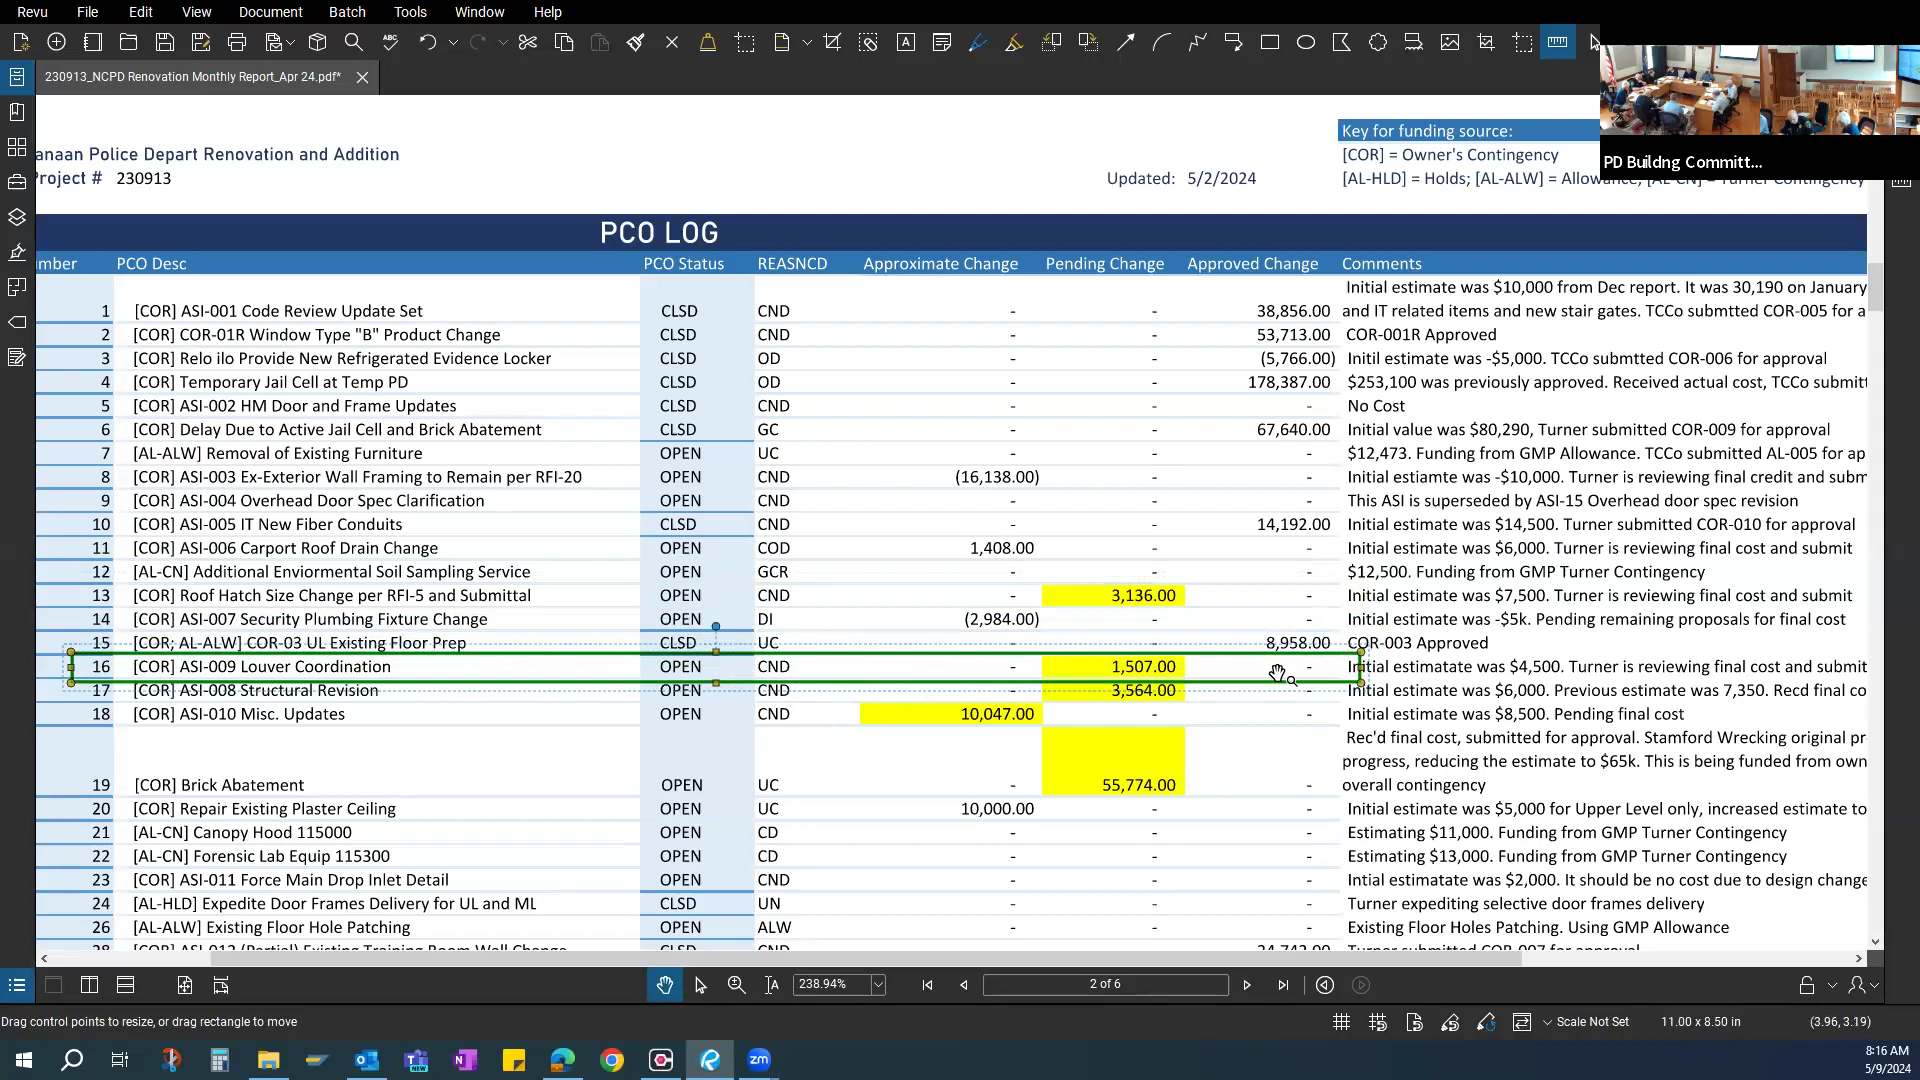 Revu File Edit View Document Batch Tools Window Help
230913_NCPD Renovation Monthly Report_Apr 24.pdf*
PD Buildng Committ...
Key for funding source:
anaan Police Depart Renovation and Addition
[COR] = Owner's Contingency
Project # 230913
Updated: 5/2/2024
[AL-HLD] = Holds; [AL-ALW] = Allowance; [AL-CN] = Turner Contingency
PCO LOG
umber PCO Desc PCO Status REASNCD Approximate Change Pending Change Approved Change Comments
Initial estimate was $10,000 from Dec report. It was 30,190 on January
1 [COR] ASI-001 Code Review Update Set CLSD CND - - 38,856.00 and IT related items and new stair gates. TCCo submtted COR-005 for a
2 [COR] COR-01R Window Type "B" Product Change CLSD CND - - 53,713.00 COR-001R Approved
3 [COR] Relo ilo Provide New Refrigerated Evidence Locker CLSD OD - - (5,766.00) Initil estimate was -$5,000. TCCo submtted COR-006 for approval
4 [COR] Temporary Jail Cell at Temp PD CLSD OD - - 178,387.00 $253,100 was previously approved. Received actual cost, TCCo submitt
5 [COR] ASI-002 HM Door and Frame Updates CLSD CND - - - No Cost
6 [COR] Delay Due to Active Jail Cell and Brick Abatement CLSD GC - - 67,640.00 Initial value was $80,290, Turner submitted COR-009 for approval
7 [AL-ALW] Removal of Existing Furniture OPEN UC - - - $12,473. Funding from GMP Allowance. TCCo submitted AL-005 for ap
8 [COR] ASI-003 Ex-Exterior Wall Framing to Remain per RFI-20 OPEN CND (16,138.00) - - Initial estiamte was -$10,000. Turner is reviewing final credit and subm
9 [COR] ASI-004 Overhead Door Spec Clarification OPEN CND - - - This ASI is superseded by ASI-15 Overhead door spec revision
10 [COR] ASI-005 IT New Fiber Conduits CLSD CND - - 14,192.00 Initial estimate was $14,500. Turner submitted COR-010 for approval
11 [COR] ASI-006 Carport Roof Drain Change OPEN COD 1,408.00 - - Initial estimate was $6,000. Turner is reviewing final cost and submit
12 [AL-CN] Additional Enviormental Soil Sampling Service OPEN GCR - - - $12,500. Funding from GMP Turner Contingency
13 [COR] Roof Hatch Size Change per RFI-5 and Submittal OPEN CND - 3,136.00 - Initial estimate was $7,500. Turner is reviewing final cost and submit
14 [COR] ASI-007 Security Plumbing Fixture Change OPEN DI (2,984.00) - - Initial estimate was -$5k. Pending remaining proposals for final cost
15 [COR; AL-ALW] COR-03 UL Existing Floor Prep CLSD UC - - 8,958.00 COR-003 Approved
16 [COR] ASI-009 Louver Coordination OPEN CND - 1,507.00 - Initial estimatate was $4,500. Turner is reviewing final cost and submit
17 [COR] ASI-008 Structural Revision OPEN CND - 3,564.00 - Initial estimate was $6,000. Previous estimate was 7,350. Recd final co
18 [COR] ASI-010 Misc. Updates OPEN CND 10,047.00 - - Initial estimate was $8,500. Pending final cost
Rec'd final cost, submitted for approval. Stamford Wrecking original pr
progress, reducing the estimate to $65k. This is being funded from own
19 [COR] Brick Abatement OPEN UC - 55,774.00 - overall contingency
20 [COR] Repair Existing Plaster Ceiling OPEN UC 10,000.00 - - Initial estimate was $5,000 for Upper Level only, increased estimate to
21 [AL-CN] Canopy Hood 115000 OPEN CD - - - Estimating $11,000. Funding from GMP Turner Contingency
22 [AL-CN] Forensic Lab Equip 115300 OPEN CD - - - Estimating $13,000. Funding from GMP Turner Contingency
23 [COR] ASI-011 Force Main Drop Inlet Detail OPEN CND - - - Intial estimatate was $2,000. It should be no cost due to design change
24 [AL-HLD] Expedite Door Frames Delivery for UL and ML CLSD UN - - - Turner expediting selective door frames delivery
26 [AL-ALW] Existing Floor Hole Patching OPEN ALW - - - Existing Floor Holes Patching. Using GMP Allowance
28 [COR] ASI-012 (Partial) Existing Training Room Wall Change CLSD CND - - 24,742.00 Turner submitted COR-007 for approval
238.94% 2 of 6
Drag control points to resize, or drag rectangle to move
Scale Not Set 11.00 x 8.50 in (3.96, 3.19)
8:16 AM
5/9/2024